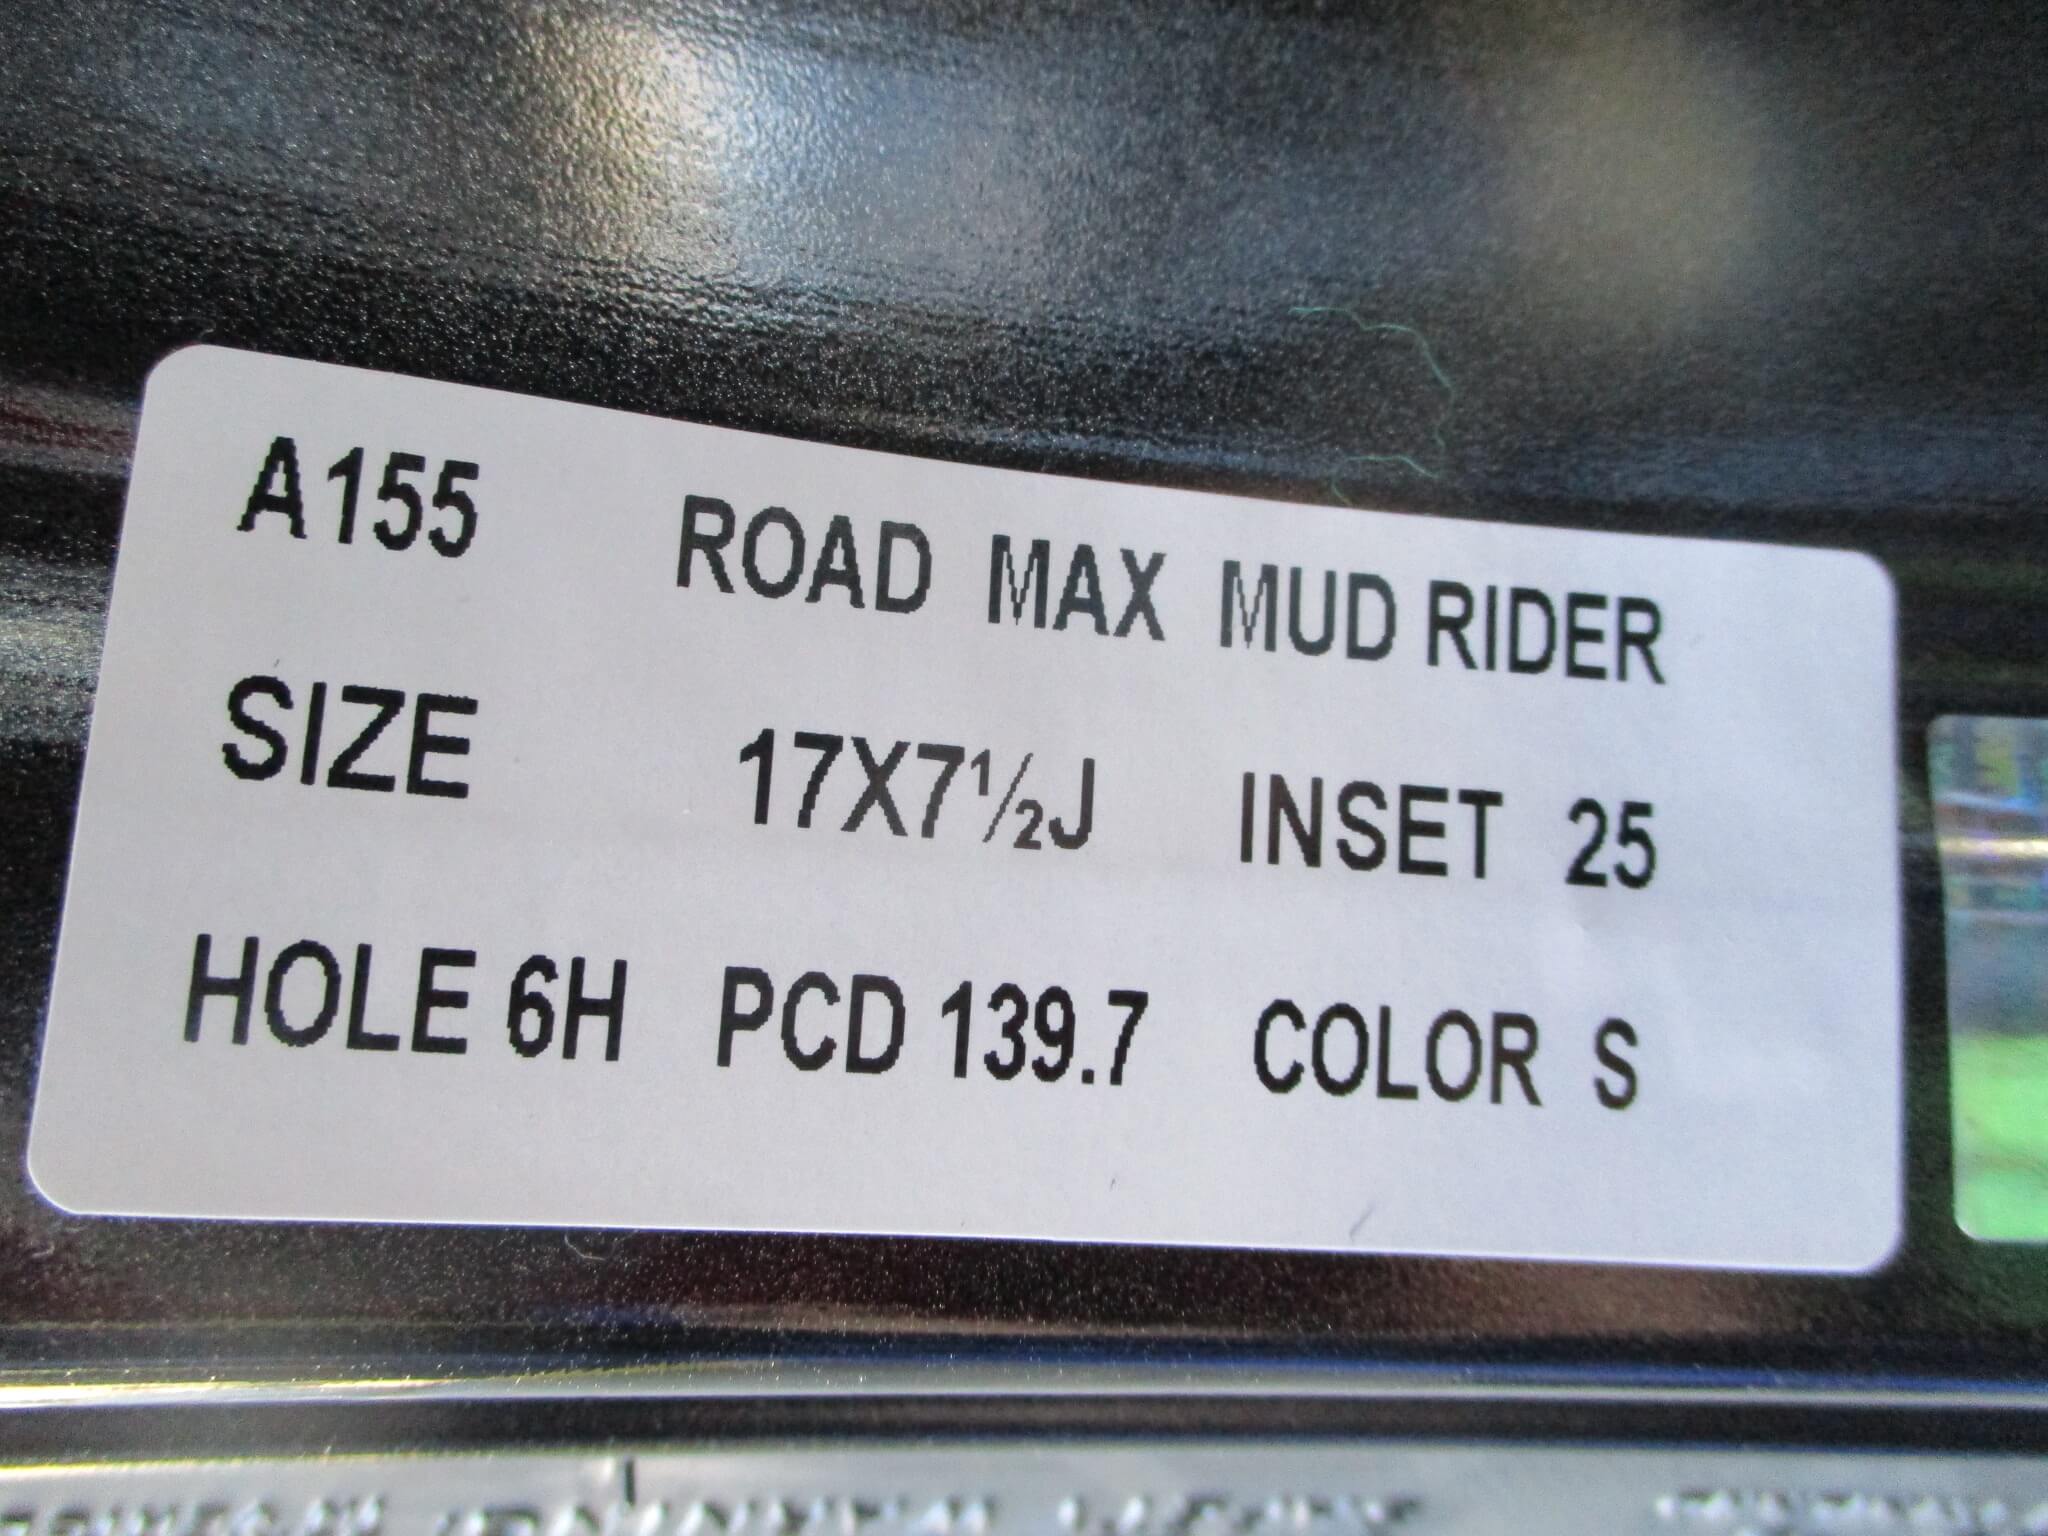 A155 ROAD MAX MUD RIDER
SIZE 17X7½J INSET 25
HOLE 6H PCD 139.7 COLOR S